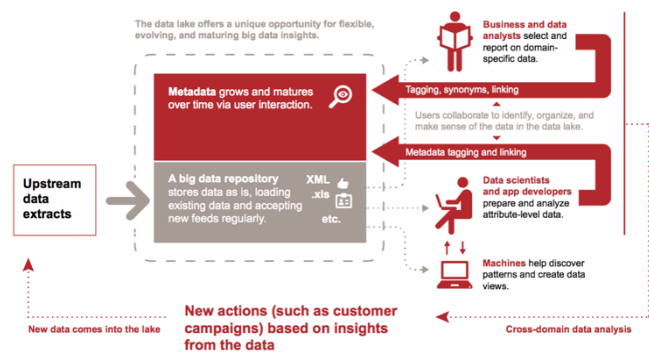 The data lake offers a unique opportunity for flexible,
evolving, and maturing big data insights.
Metadata grows and matures
over time via user interaction.
A big data repository
stores data as is, loading
existing data and accepting
new feeds regularly.
XML
.xls
etc.
Upstream
data
extracts
Business and data
analysts select and
report on domain-
specific data.
Tagging, synonyms, linking
Users collaborate to identify, organize, and
make sense of the data in the data lake.
Metadata tagging and linking
Data scientists
and app developers
prepare and analyze
attribute-level data.
Machines help discover
patterns and create data
views.
New data comes into the lake
New actions (such as customer
campaigns) based on insights
from the data
Cross-domain data analysis